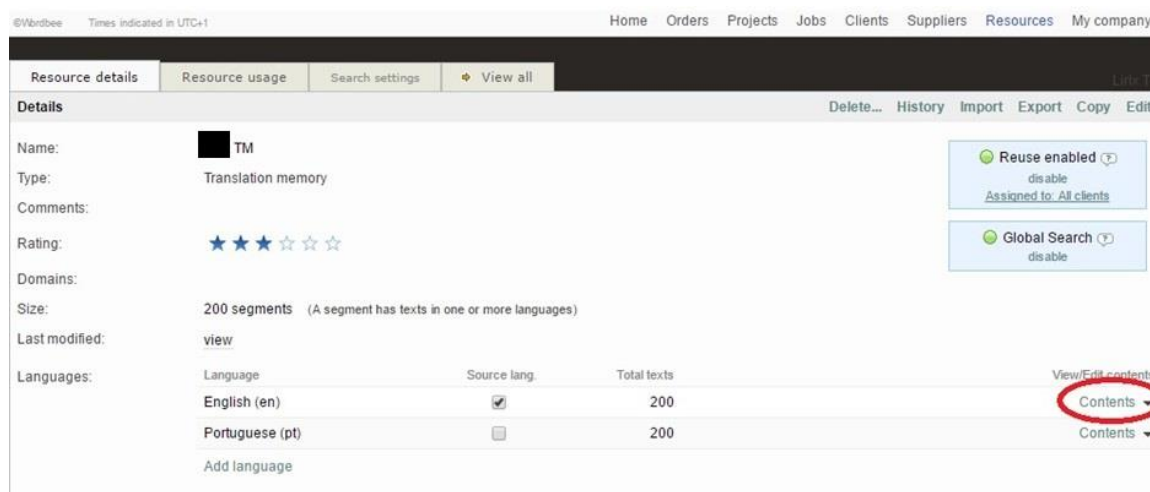 ©Wordbee Times indicated in UTC+1 Home Orders Projects Jobs Clients Suppliers Resources My company
Resource details Resource usage Search settings View all
Details Delete... History Import Export Copy Edit
Name: TM
Reuse enabled ?
Type: Translation memory
disable
Assigned to: All clients
Comments:
Rating:
Global Search ?
disable
Domains:
Size: 200 segments (A segment has texts in one or more languages)
Last modified: view
Languages: Language Source lang. Total texts View/Edit contents
English (en) 200 Contents
Portuguese (pt) 200 Contents
Add language